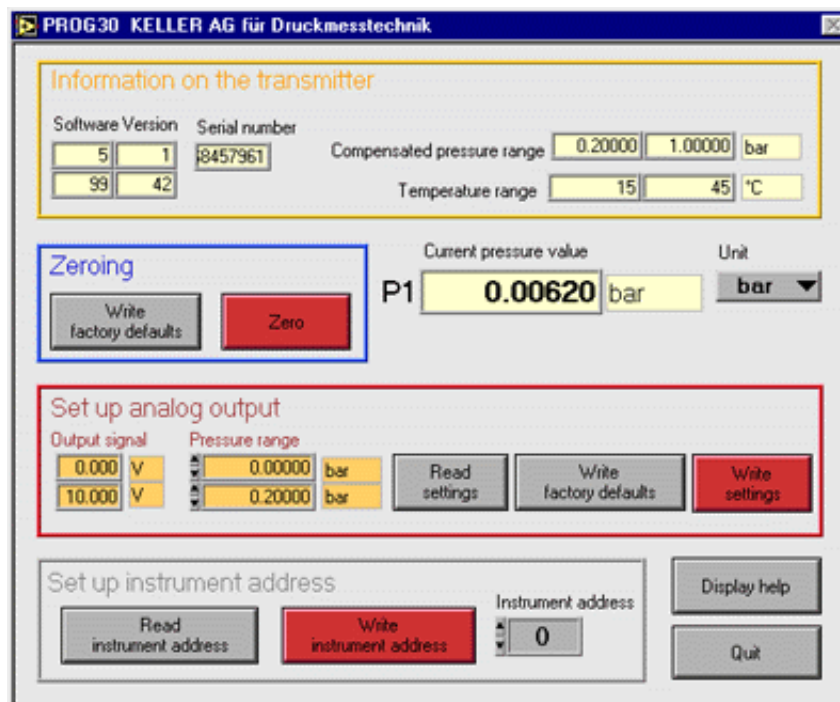 PROG30 KELLER AG für Druckmesstechnik
Information on the transmitter
Software Version
Serial number
5 1
99 42
8457961
Compensated pressure range 0.20000 1.00000 bar
Temperature range 15 45 °C
Zeroing
Write
factory defaults
Zero
Current pressure value
Unit
P1 0.00620 bar
bar
Set up analog output
Output signal
Pressure range
0.000 V 0.00000 bar
10.000 V 0.20000 bar
Read
settings
Write
factory defaults
Write
settings
Set up instrument address
Read
instrument address
Write
instrument address
Instrument address
0
Display help
Quit